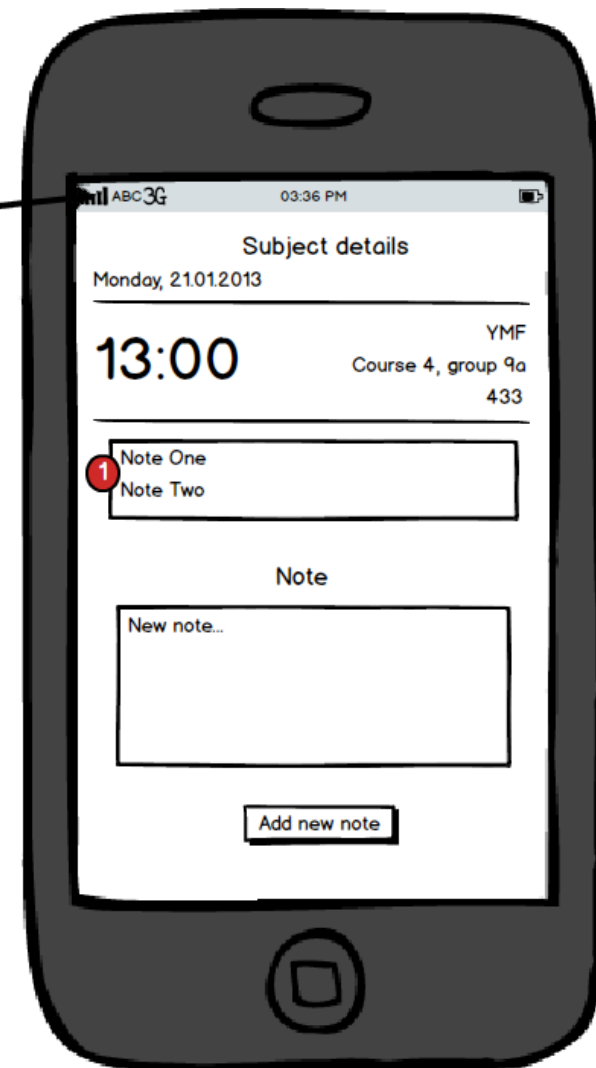 ABC 3G 03:36 PM
Subject details
Monday, 21.01.2013
13:00
YMF
Course 4, group 9a
433
1
Note One
Note Two
Note
New note...
Add new note